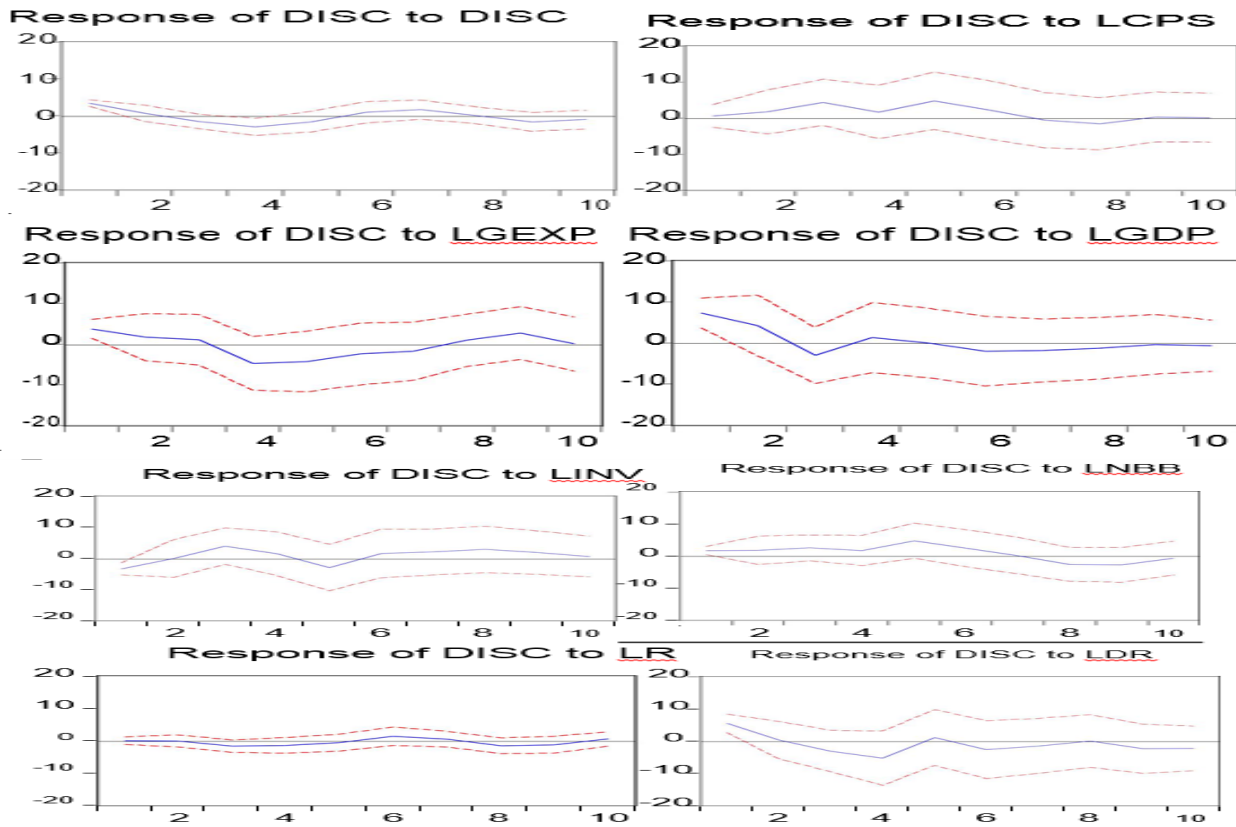 Response of DISC to DISC
20
10
0
-10
-20
2 4 6 8 10
Response of DISC to LCPS
20
10
0
-10
-20
2 4 6 8 10
Response of DISC to LGEXP
20
10
0
-10
-20
2 4 6 8 10
Response of DISC to LGDP
20
10
0
-10
-20
2 4 6 8 10
Response of DISC to LINV
20
10
0
-10
-20
2 4 6 8 10
Response of DISC to LNBB
20
10
0
-10
-20
2 4 6 8 10
Response of DISC to LR
20
10
0
-10
-20
2 4 6 8 10
Response of DISC to LDR
20
10
0
-10
-20
2 4 6 8 10